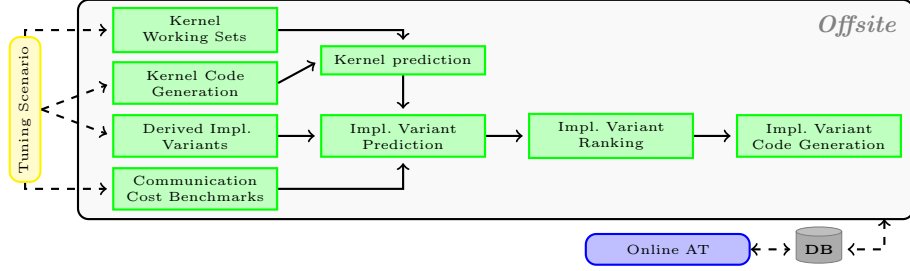 Offsite
Tuning Scenario
Kernel
Working Sets
Kernel Code
Generation
Derived Impl.
Variants
Communication
Cost Benchmarks
Kernel prediction
Impl. Variant
Prediction
Impl. Variant
Ranking
Impl. Variant
Code Generation
Online AT
DB